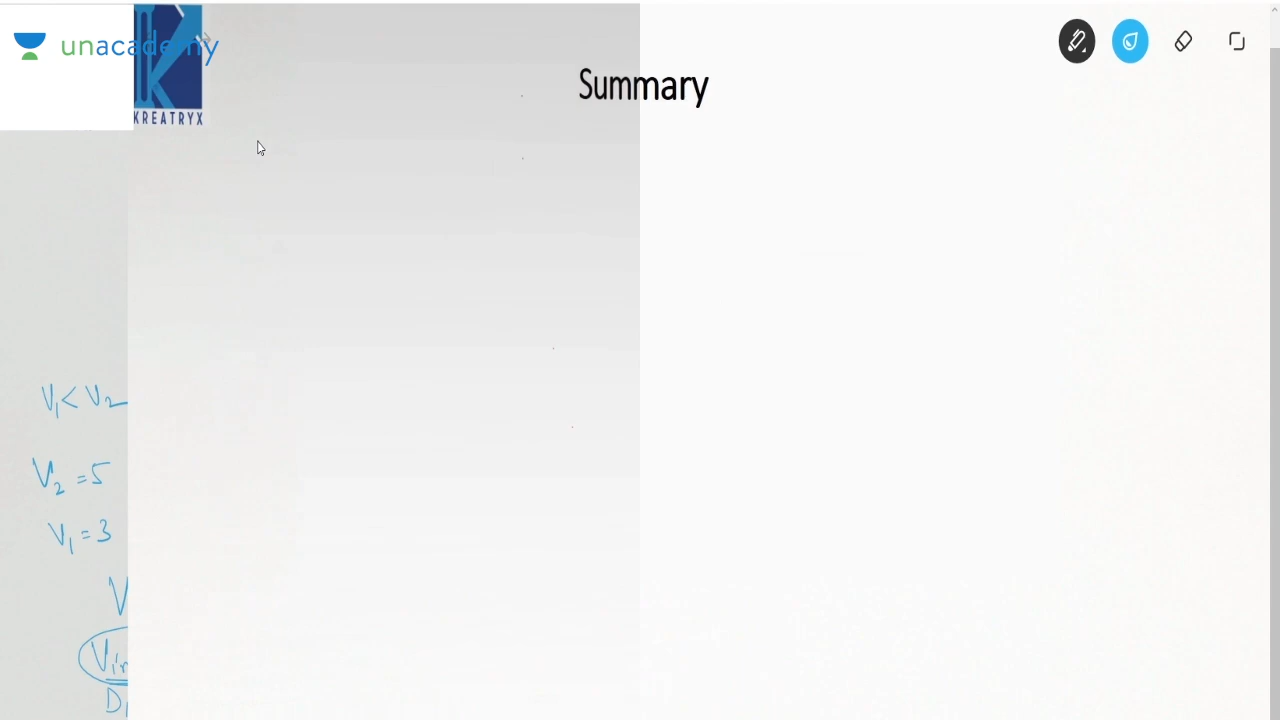 unacademy
KREATRYX
Summary
V₁ < V₂
V₂ = 5
V₁ = 3
V